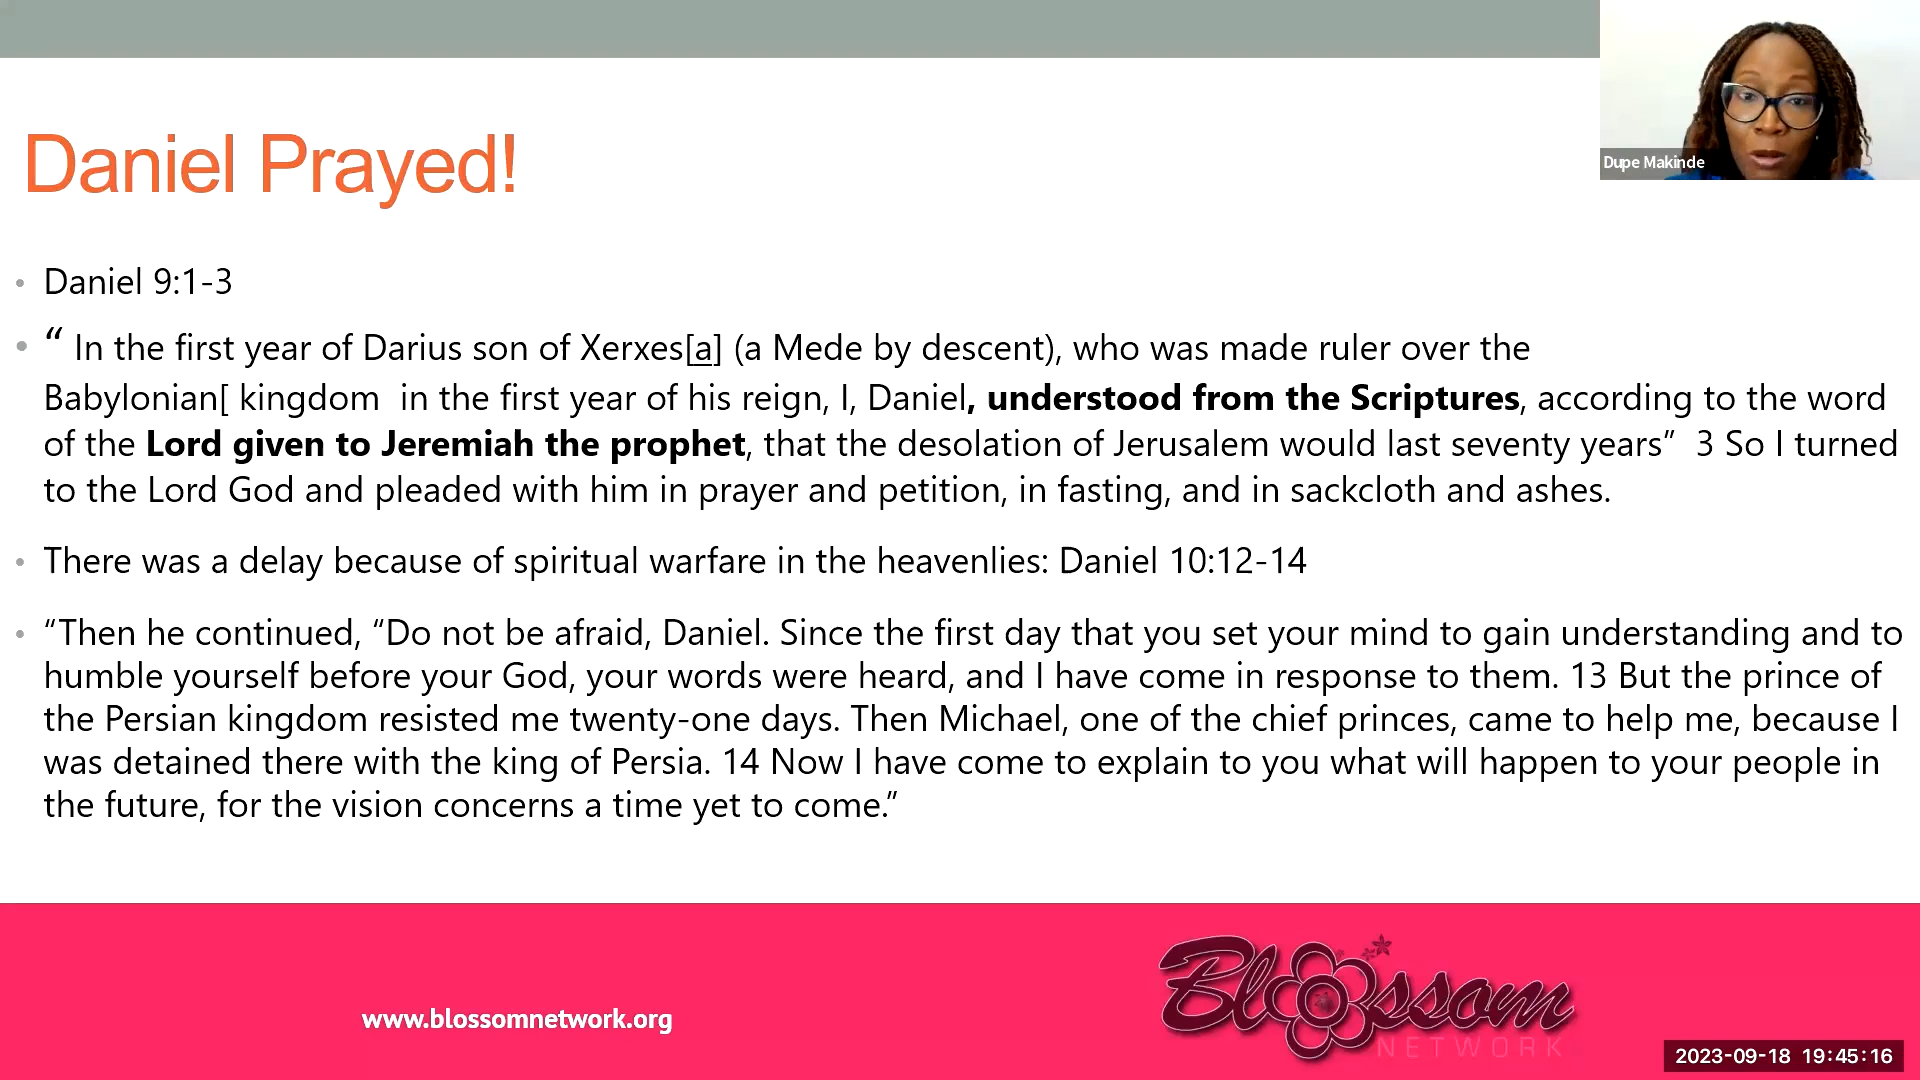 Dupe Makinde
Daniel Prayed!
• Daniel 9:1-3
• “ In the first year of Darius son of Xerxes[a] (a Mede by descent), who was made ruler over the
Babylonian[ kingdom  in the first year of his reign, I, Daniel, understood from the Scriptures, according to the word
of the Lord given to Jeremiah the prophet, that the desolation of Jerusalem would last seventy years”  3 So I turned
to the Lord God and pleaded with him in prayer and petition, in fasting, and in sackcloth and ashes.
• There was a delay because of spiritual warfare in the heavenlies: Daniel 10:12-14
• “Then he continued, “Do not be afraid, Daniel. Since the first day that you set your mind to gain understanding and to
humble yourself before your God, your words were heard, and I have come in response to them. 13 But the prince of
the Persian kingdom resisted me twenty-one days. Then Michael, one of the chief princes, came to help me, because I
was detained there with the king of Persia. 14 Now I have come to explain to you what will happen to your people in
the future, for the vision concerns a time yet to come.”
www.blossomnetwork.org
Blossom
NETWORK
2023-09-18 19:45:16